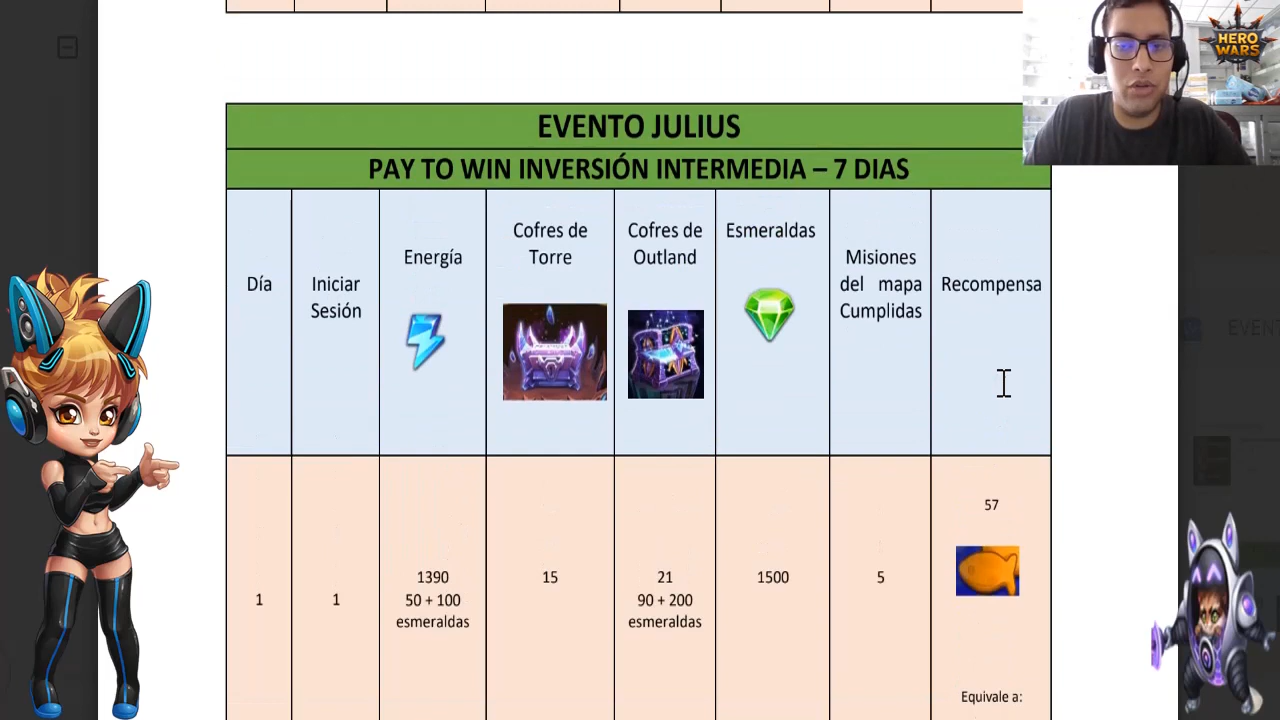 HERO
WARS
EVENTO JULIUS
PAY TO WIN INVERSIÓN INTERMEDIA – 7 DIAS
Día
Iniciar
Sesión
Energía
Cofres de
Torre
Cofres de
Outland
Esmeraldas
Misiones
del mapa
Cumplidas
Recompensa
1
1
1390
50 + 100
esmeraldas
15
21
90 + 200
esmeraldas
1500
5
57
Equivale a:
EVEN